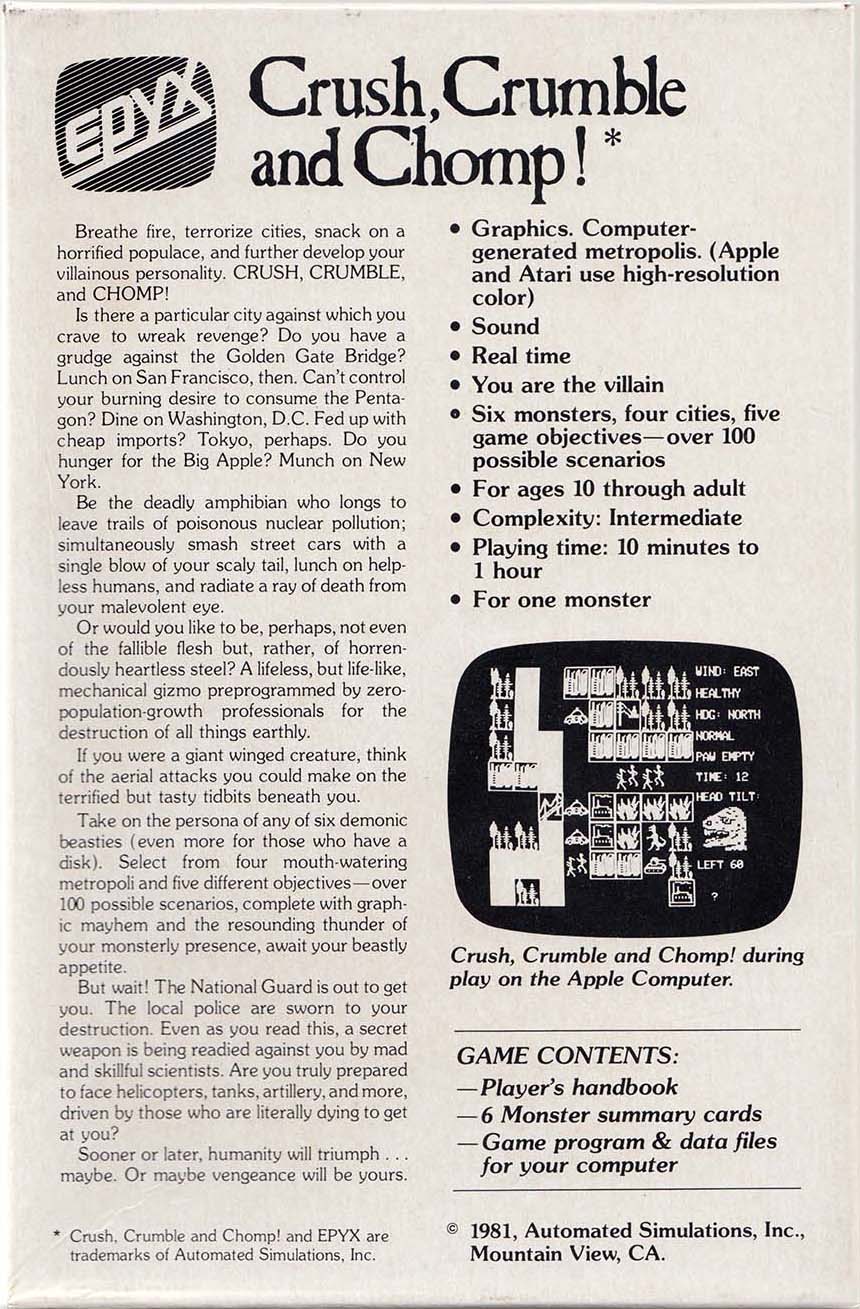 EPYX
Crush, Crumble
and Chomp! *
Breathe fire, terrorize cities, snack on a
horrified populace, and further develop your
villainous personality. CRUSH, CRUMBLE,
and CHOMP!
Is there a particular city against which you
crave to wreak revenge? Do you have a
grudge against the Golden Gate Bridge?
Lunch on San Francisco, then. Can't control
your burning desire to consume the Penta-
gon? Dine on Washington, D.C. Fed up with
cheap imports? Tokyo, perhaps. Do you
hunger for the Big Apple? Munch on New
York.
Be the deadly amphibian who longs to
leave trails of poisonous nuclear pollution;
simultaneously smash street cars with a
single blow of your scaly tail, lunch on help-
less humans, and radiate a ray of death from
your malevolent eye.
Or would you like to be, perhaps, not even
of the fallible flesh but, rather, of horren-
dously heartless steel? A lifeless, but life-like,
mechanical gizmo preprogrammed by zero-
population-growth professionals for the
destruction of all things earthly.
If you were a giant winged creature, think
of the aerial attacks you could make on the
terrified but tasty tidbits beneath you.
Take on the persona of any of six demonic
beasties (even more for those who have a
disk). Select from four mouth-watering
metropoli and five different objectives—over
100 possible scenarios, complete with graph-
ic mayhem and the resounding thunder of
your monsterly presence, await your beastly
appetite.
But wait! The National Guard is out to get
you. The local police are sworn to your
destruction. Even as you read this, a secret
weapon is being readied against you by mad
and skillful scientists. Are you truly prepared
to face helicopters, tanks, artillery, and more,
driven by those who are literally dying to get
at you?
Sooner or later, humanity will triumph . . .
maybe. Or maybe vengeance will be yours.
* Crush, Crumble and Chomp! and EPYX are
trademarks of Automated Simulations, Inc.
• Graphics. Computer-
generated metropolis. (Apple
and Atari use high-resolution
color)
• Sound
• Real time
• You are the villain
• Six monsters, four cities, five
game objectives—over 100
possible scenarios
• For ages 10 through adult
• Complexity: Intermediate
• Playing time: 10 minutes to
1 hour
• For one monster
WIND: EAST
HEALTHY
HDG: NORTH
NORMAL
PAW EMPTY
TIME: 12
HEAD TILT:
LEFT 60
?
Crush, Crumble and Chomp! during
play on the Apple Computer.
GAME CONTENTS:
—Player's handbook
—6 Monster summary cards
—Game program & data files
for your computer
© 1981, Automated Simulations, Inc.,
Mountain View, CA.